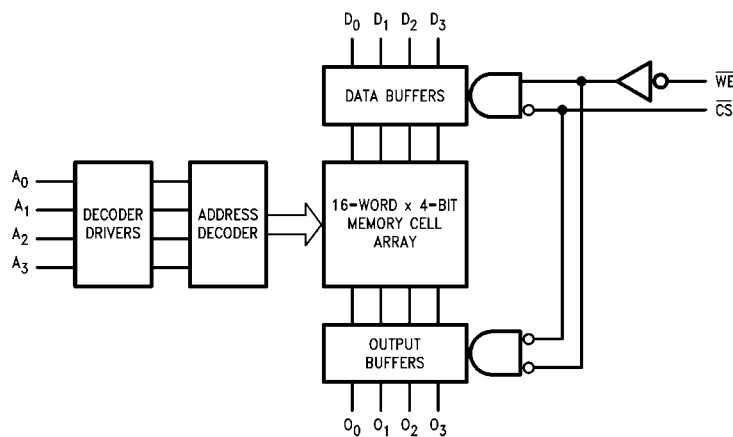 D0 D1 D2 D3
DATA BUFFERS
WE
CS
A0
A1
A2
A3
DECODER
DRIVERS
ADDRESS
DECODER
16-WORD x 4-BIT
MEMORY CELL
ARRAY
OUTPUT
BUFFERS
O0 O1 O2 O3